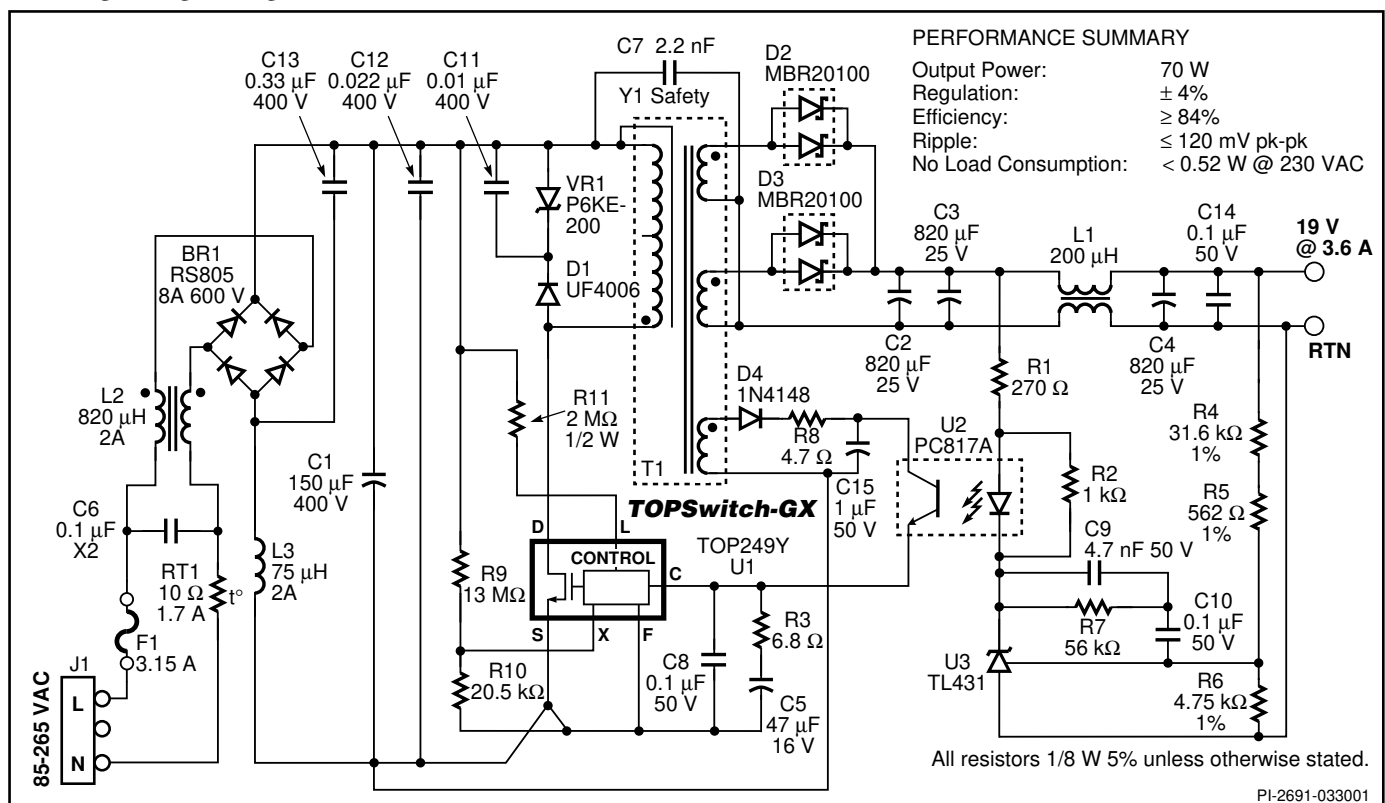 C7 2.2 nF
Y1 Safety
C13
0.33 µF
400 V
C12
0.022 µF
400 V
C11
0.01 µF
400 V
D2
MBR20100
PERFORMANCE SUMMARY
Output Power: 70 W
Regulation: ± 4%
Efficiency: ≥ 84%
Ripple: ≤ 120 mV pk-pk
No Load Consumption: < 0.52 W @ 230 VAC
VR1
P6KE-
200
D3
MBR20100
BR1
RS805
8A 600 V
D1
UF4006
C3
820 µF
25 V
L1
200 µH
C14
0.1 µF
50 V
19 V
@ 3.6 A
RTN
C2
820 µF
25 V
C4
820 µF
25 V
R1
270 Ω
L2
820 µH
2A
R11
2 MΩ
1/2 W
D4
1N4148
R8
4.7 Ω
U2
PC817A
R4
31.6 kΩ
1%
C1
150 µF
400 V
T1
C15
1 µF
50 V
R2
1 kΩ
R5
562 Ω
1%
C6
0.1 µF
X2
TOPSwitch-GX
D
L
CONTROL
C
S
X
F
TOP249Y
U1
C9
4.7 nF 50 V
RT1
10 Ω
1.7 A
t°
L3
75 µH
2A
R9
13 MΩ
R3
6.8 Ω
R7
56 kΩ
C10
0.1 µF
50 V
F1
3.15 A
J1
L
N
85-265 VAC
R10
20.5 kΩ
C8
0.1 µF
50 V
C5
47 µF
16 V
U3
TL431
R6
4.75 kΩ
1%
All resistors 1/8 W 5% unless otherwise stated.
PI-2691-033001